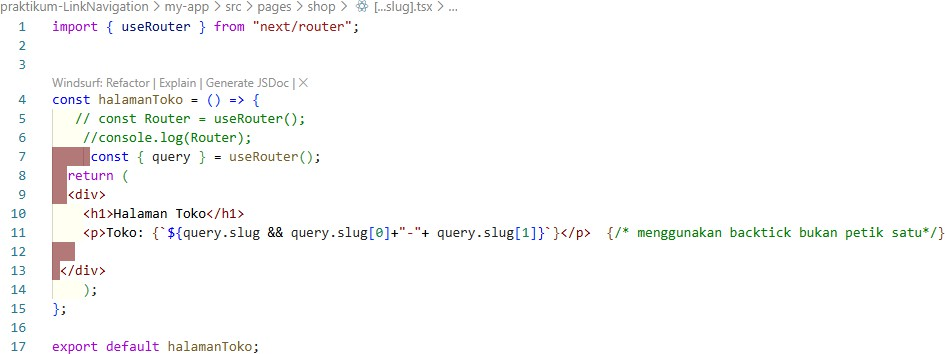 praktikum-LinkNavigation > my-app > src > pages > shop > [...slug].tsx > ...
1 import { useRouter } from "next/router";
2
3
Windsurf: Refactor | Explain | Generate JSDoc | ×
4 const halamanToko = () => {
5 // const Router = useRouter();
6 //console.log(Router);
7 const { query } = useRouter();
8 return (
9 <div>
10 <h1>Halaman Toko</h1>
11 <p>Toko: {`${query.slug && query.slug[0]+"-"+ query.slug[1]}`}</p> {/* menggunakan backtick bukan petik satu*/}
12
13 </div>
14 );
15 };
16
17 export default halamanToko;